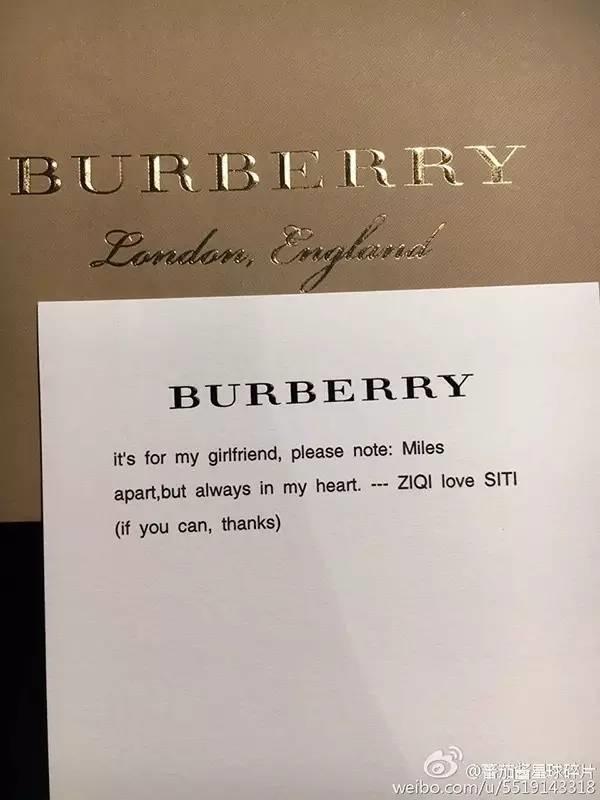 BURBERRY
London, England
BURBERRY
it's for my girlfriend, please note: Miles
apart,but always in my heart. --- ZIQI love SITI
(if you can, thanks)
@蕃茄酱星球碎片
weibo.com/u/5519143318